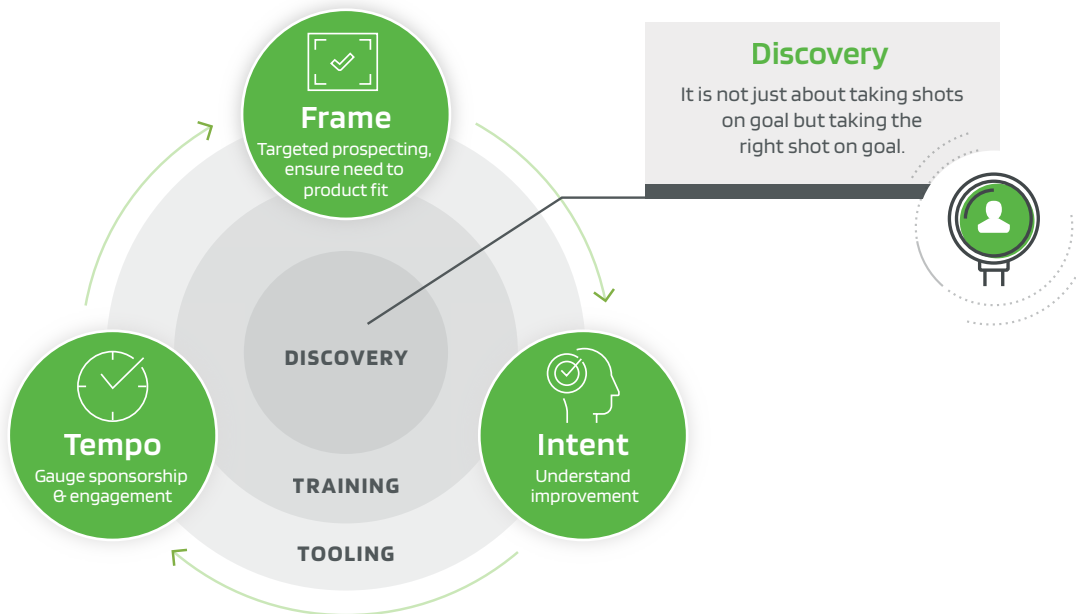 Frame
Targeted prospecting,
ensure need to
product fit
Discovery
It is not just about taking shots
on goal but taking the
right shot on goal.
DISCOVERY
Tempo
Gauge sponsorship
& engagement
Intent
Understand
improvement
TRAINING
TOOLING